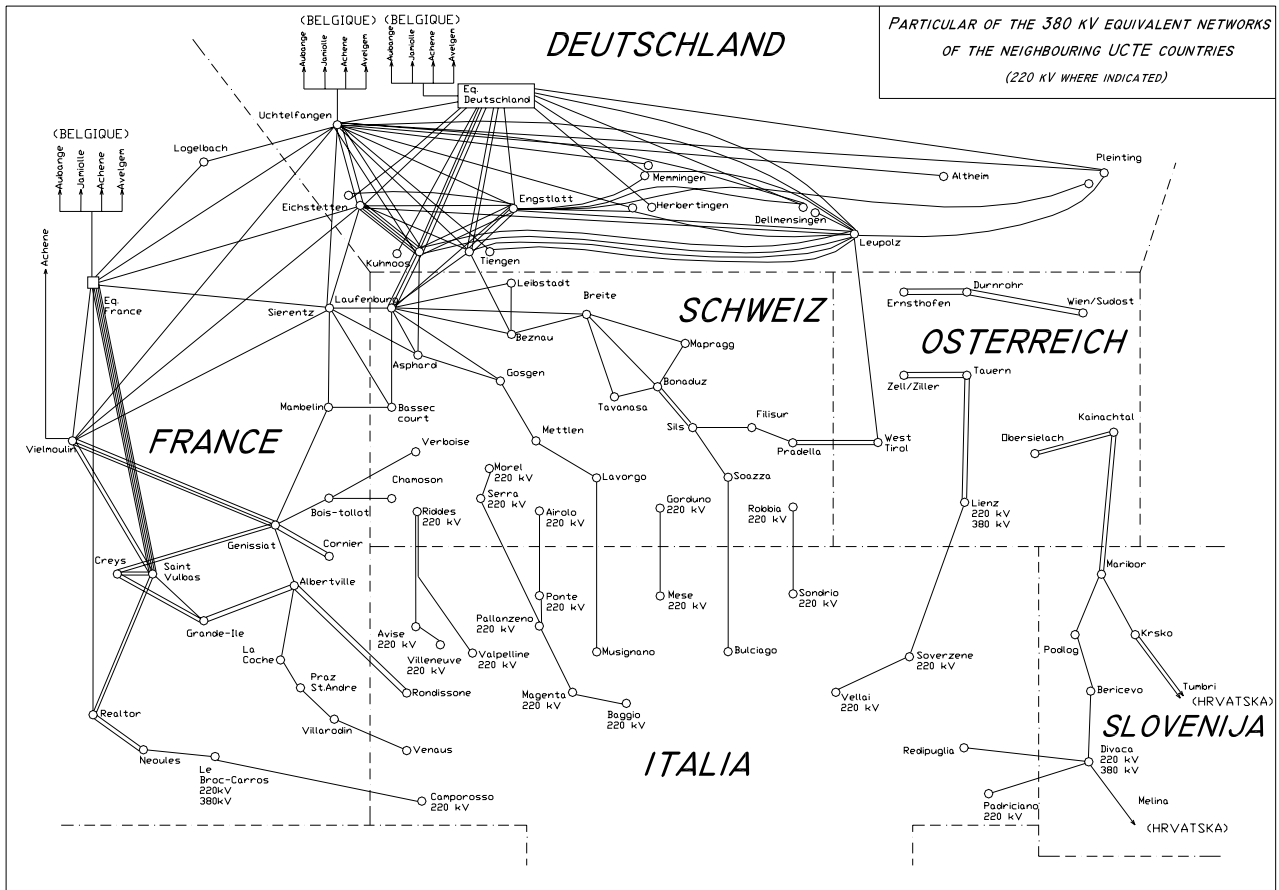 (BELGIQUE) (BELGIQUE)
Aubange
Jamiolle
Achene
Avelgen
Aubange
Jamiolle
Achene
Avelgen
DEUTSCHLAND
PARTICULAR OF THE 380 KV EQUIVALENT NETWORKS
OF THE NEIGHBOURING UCTE COUNTRIES
(220 KV WHERE INDICATED)
Eq.
Deutschland
Uchtelfangen
(BELGIQUE)
Aubange
Jamiolle
Achene
Avelgen
Logelbach
Pleinting
Memmingen
Altheim
Eichstetten
Engstlatt
Herbertingen
Dellmensingen
Achene
Leupolz
Kuhmoos
Tiengen
Eq.
France
Sierentz
Laufenburg
Leibstadt
Breite
SCHWEIZ
Ernsthofen
Durnrohr
Wien/Sudost
OSTERREICH
Beznau
Mapragg
Asphard
Gosgen
Bonaduz
Tavanasa
Zell/Ziller
Tauern
Mambelin
Bassec
court
Filisur
Sils
Kainachtal
Vielmoulin
FRANCE
Verboise
Mettlen
Pradella
West
Tirol
Obersielach
Morel
220 kV
Chamoson
Serra
220 kV
Lavorgo
Soazza
Bois-tollot
Riddes
220 kV
Airolo
220 kV
Gorduno
220 kV
Robbia
220 kV
Lienz
220 kV
380 kV
Genissiat
Cornier
Creys
Saint
Vulbas
Albertville
Maribor
Ponte
220 kV
Mese
220 kV
Sondrio
220 kV
Grande-Ile
Pallanzeno
220 kV
Avise
220 kV
Villeneuve
220 kV
Valpelline
220 kV
Musignano
Bulciago
Soverzene
220 kV
Podlog
Krsko
La
Coche
Praz
St.Andre
Rondissone
Magenta
220 kV
Baggio
220 kV
Vellai
220 kV
Bericevo
Tumbri
(HRVATSKA)
Realtor
Villarodin
Venaus
SLOVENIJA
Neoules
Le
Broc-Carros
220kV
380kV
ITALIA
Redipuglia
Divaca
220 kV
380 kV
Camporosso
220 kV
Padriciano
220 kV
Melina
(HRVATSKA)